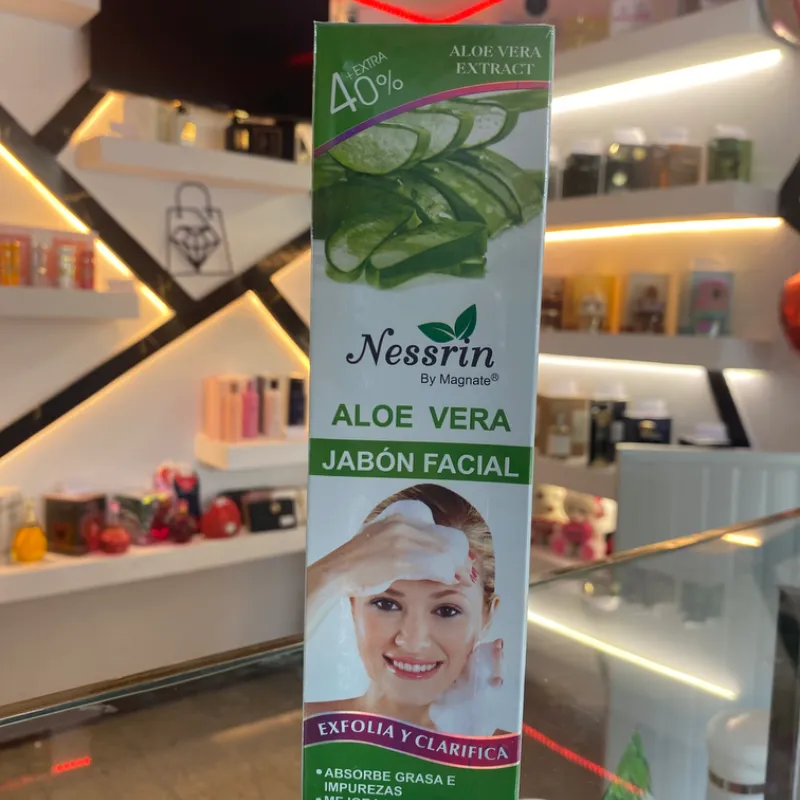 +EXTRA
40%
ALOE VERA
EXTRACT
Nessrin
By Magnate®
ALOE VERA
JABÓN FACIAL
EXFOLIA Y CLARIFICA
•ABSORBE GRASA E
IMPUREZAS